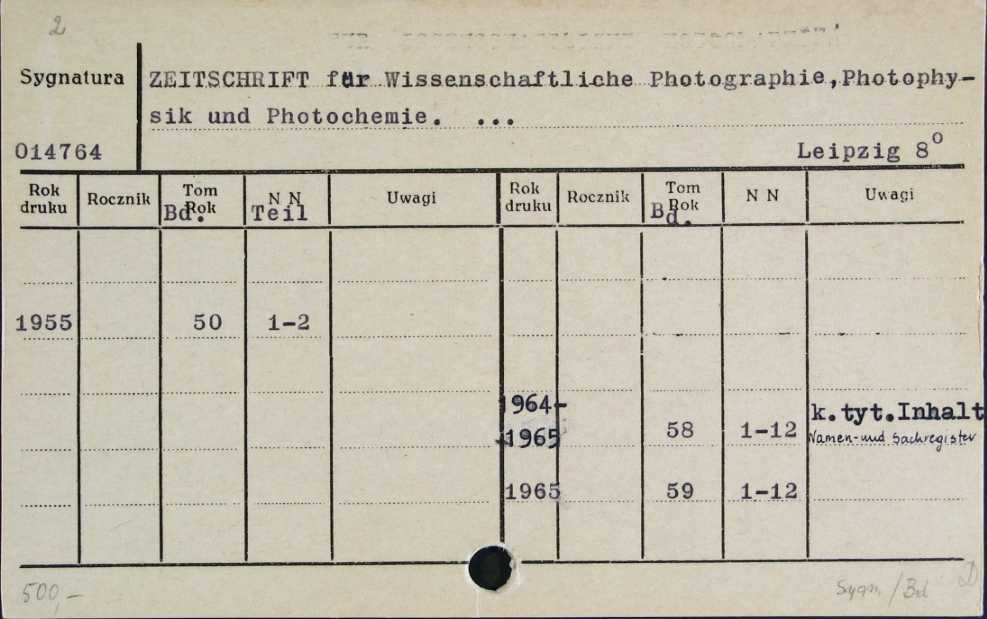 2
Sygnatura
ZEITSCHRIFT für Wissenschaftliche Photographie,Photophy-
sik und Photochemie. ...
014764
Leipzig 8⁰
Rok druku Rocznik Tom Rok Bd. N N Teil Uwagi Rok druku Rocznik Tom Rok Bd. N N Uwagi
1955 50 1-2
1964-
1965 58 1-12 k.tyt.Inhalt
Namen- und Sachregister
1965 59 1-12
500,-
Sygn. / Bd
D